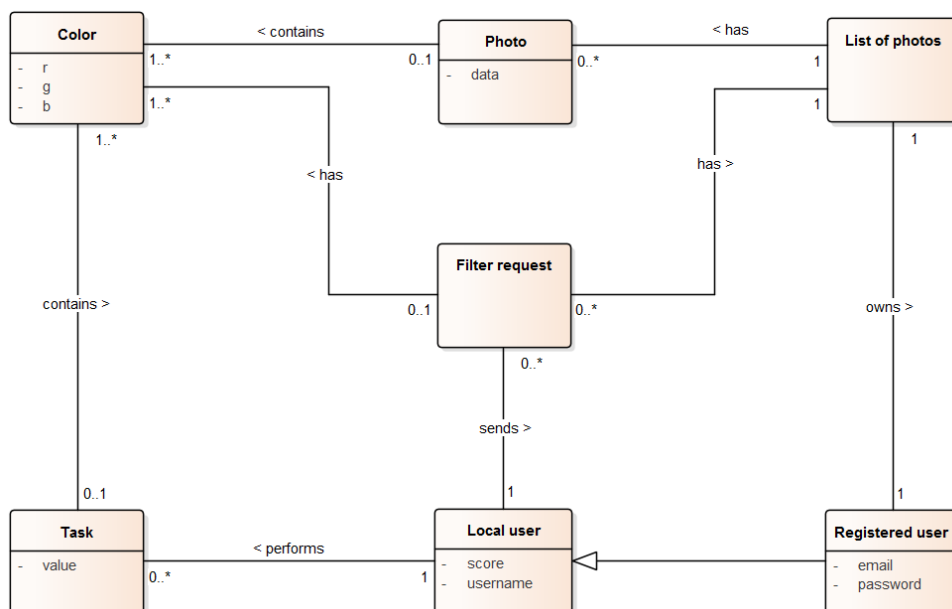 Color
- r
- g
- b
< contains
1..*
0..1
Photo
- data
< has
0..*
1
List of photos
1..*
< has
0..1
has >
1
0..*
Filter request
1..*
contains >
0..1
0..*
sends >
1
1
owns >
1
Task
- value
< performs
0..*
1
Local user
- score
- username
Registered user
- email
- password